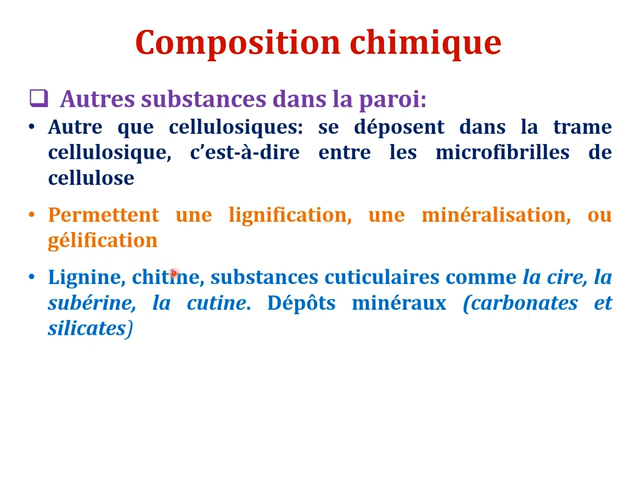 Composition chimique
❑ Autres substances dans la paroi:
• Autre que cellulosiques: se déposent dans la trame
cellulosique, c’est-à-dire entre les microfibrilles de
cellulose
• Permettent une lignification, une minéralisation, ou
gélification
• Lignine, chitine, substances cuticulaires comme la cire, la
subérine, la cutine. Dépôts minéraux (carbonates et
silicates)